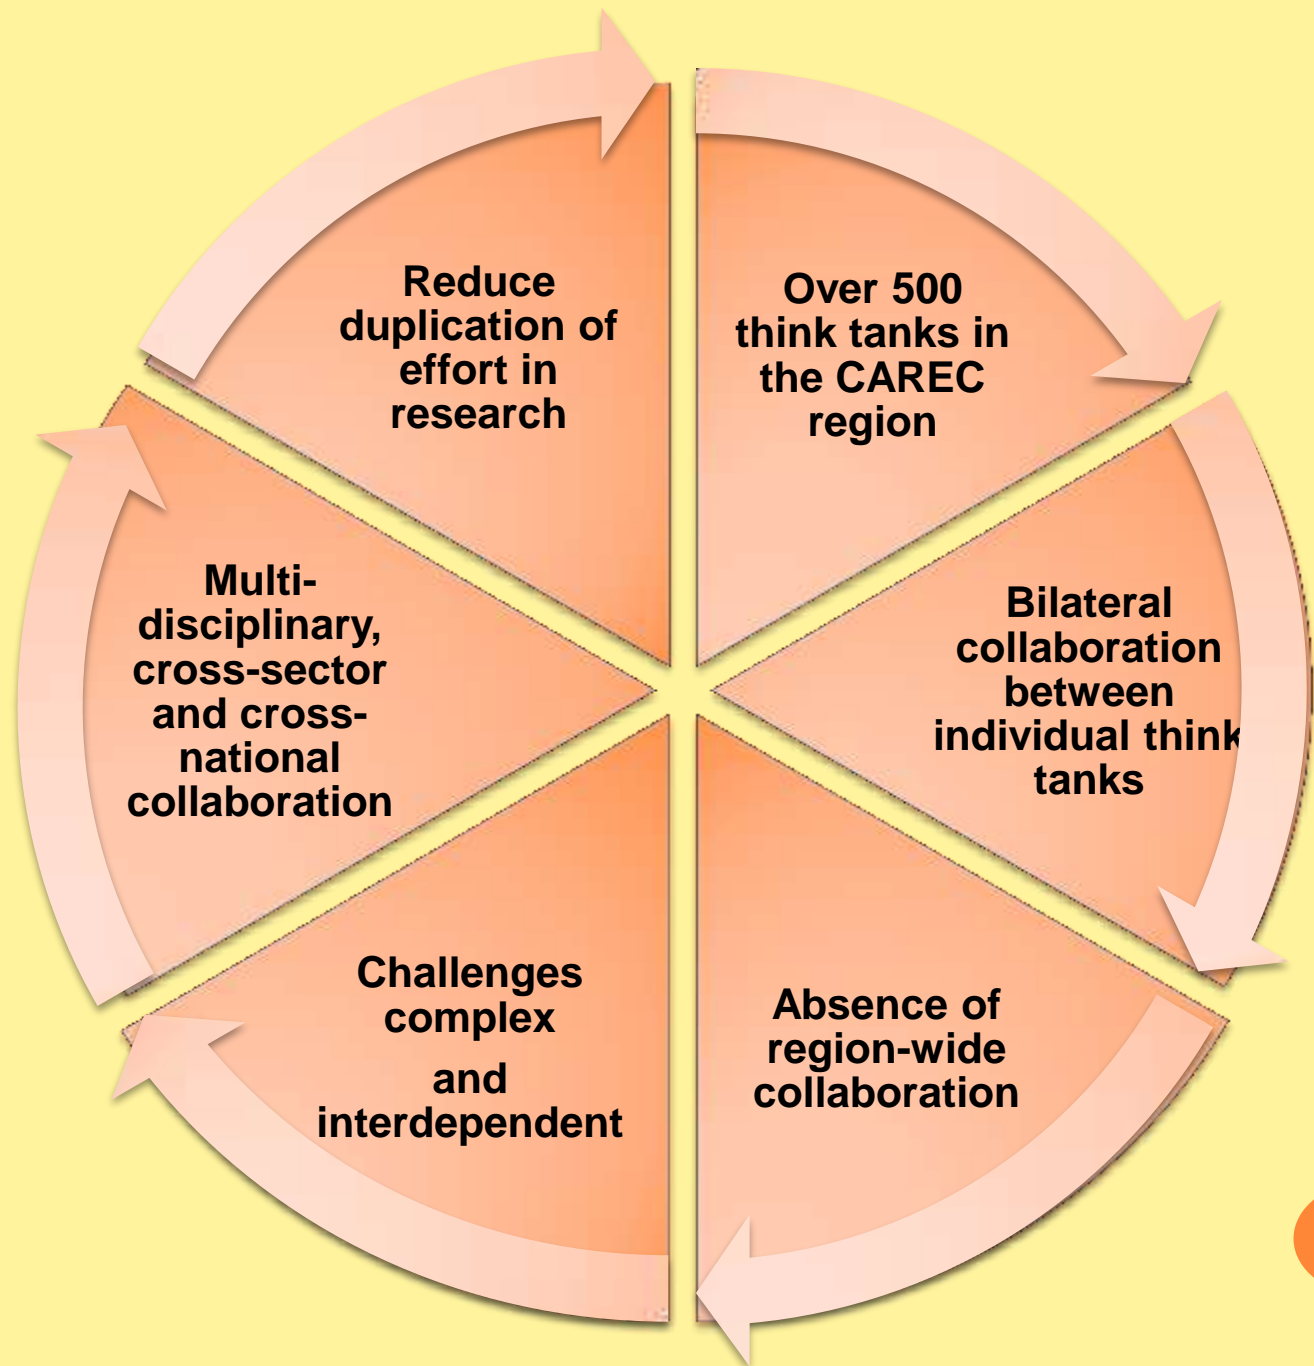 Over 500
think tanks in
the CAREC
region
Bilateral
collaboration
between
individual think
tanks
Absence of
region-wide
collaboration
Challenges
complex
and
interdependent
Multi-
disciplinary,
cross-sector
and cross-
national
collaboration
Reduce
duplication of
effort in
research